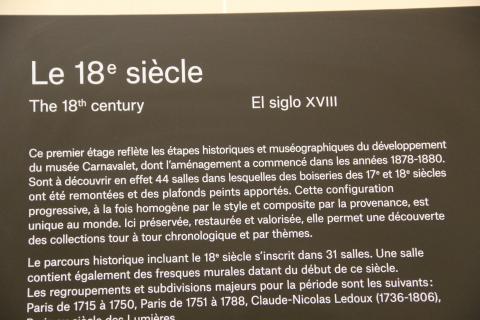 Le 18e siècle
The 18th century
El siglo XVIII
Ce premier étage reflète les étapes historiques et muséographiques du développement
du musée Carnavalet, dont l'aménagement a commencé dans les années 1878-1880.
Sont à découvrir en effet 44 salles dans lesquelles des boiseries des 17e et 18e siècles
ont été remontées et des plafonds peints apportés. Cette configuration
progressive, à la fois homogène par le style et composite par la provenance, est
unique au monde. Ici préservée, restaurée et valorisée, elle permet une découverte
des collections tour à tour chronologique et par thèmes.
Le parcours historique incluant le 18e siècle s'inscrit dans 31 salles. Une salle
contient également des fresques murales datant du début de ce siècle.
Les regroupements et subdivisions majeurs pour la période sont les suivants :
Paris de 1715 à 1750, Paris de 1751 à 1788, Claude-Nicolas Ledoux (1736-1806),
siècle des Lumières